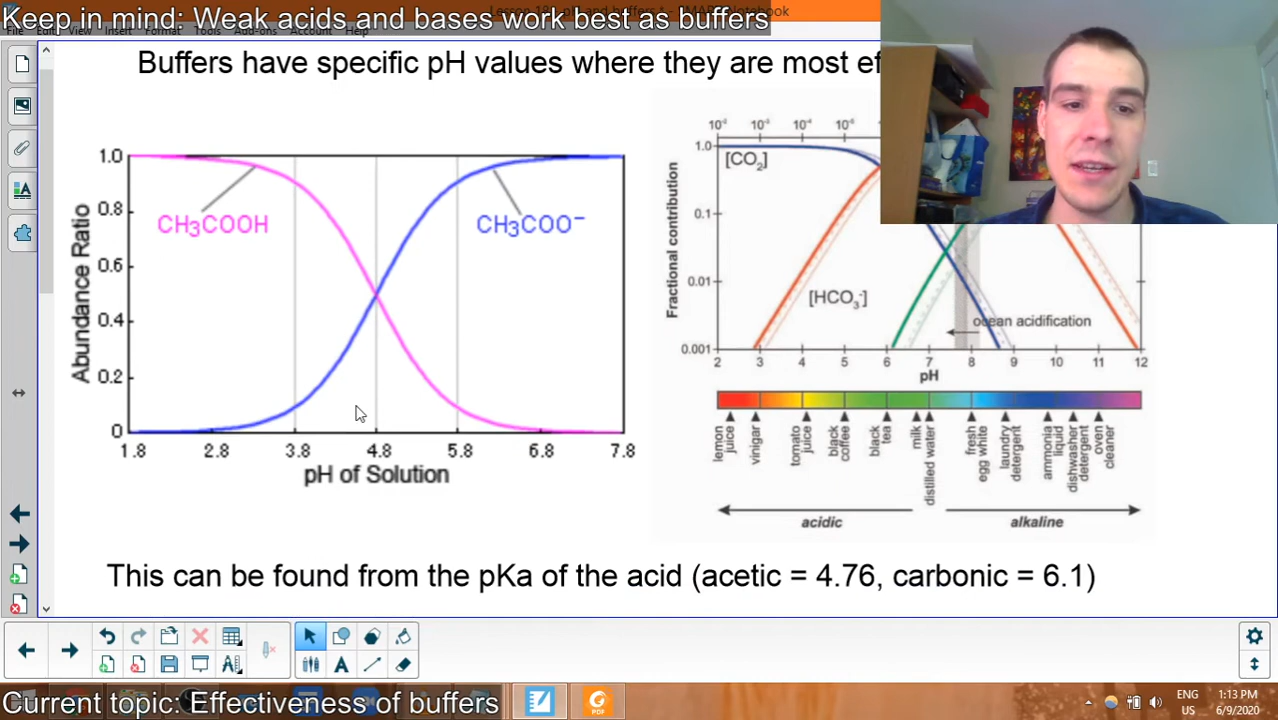 Keep in mind: Weak acids and bases work best as buffers
Buffers have specific pH values where they are most ef
1.0
0.8
0.6
0.4
0.2
0
Abundance Ratio
CH3COOH
CH3COO⁻
1.8 2.8 3.8 4.8 5.8 6.8 7.8
pH of Solution
10⁻³ 10⁻⁴
1.0
0.1
0.01
0.001
Fractional contribution
[CO2]
[HCO3⁻]
ocean acidification
2 3 4 5 6 7 8 9 10 11 12
pH
lemon juice
vinigar
tomato juice
black coffee
black tea
milk
distilled water
fresh egg white
laundry detergent
ammonia liquid
dishwasher detergent
oven cleaner
acidic
alkaline
This can be found from the pKa of the acid (acetic = 4.76, carbonic = 6.1)
Current topic: Effectiveness of buffers
ENG
US
1:13 PM
6/9/2020